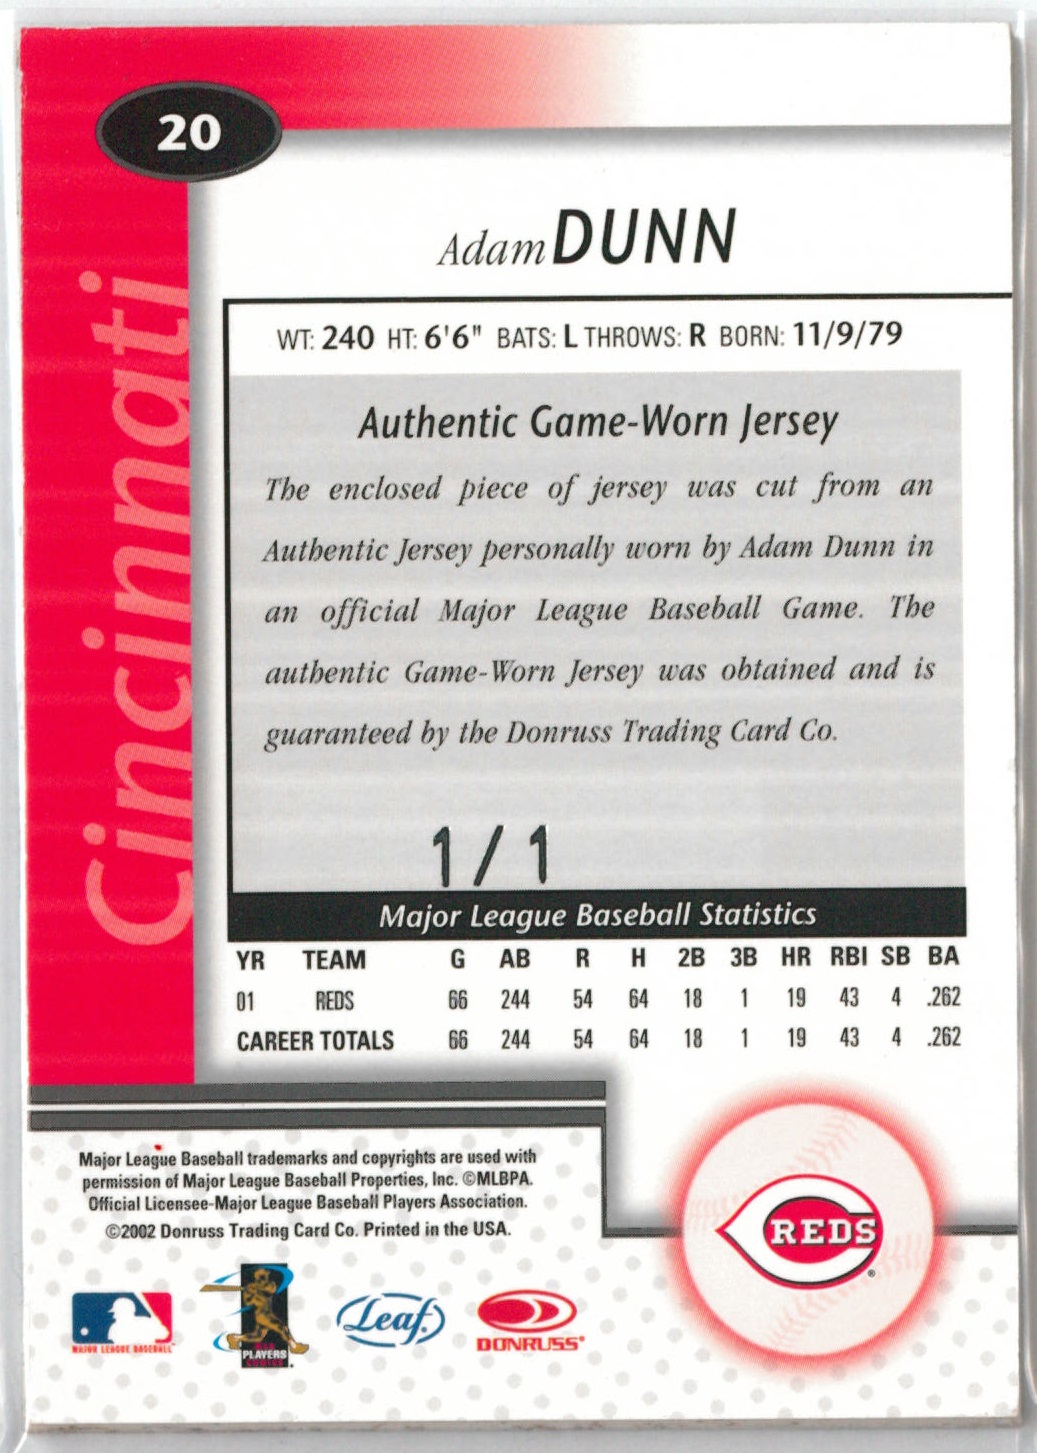 20
Cincinnati
Adam DUNN
WT: 240 HT: 6'6" BATS: L THROWS: R BORN: 11/9/79
Authentic Game-Worn Jersey
The enclosed piece of jersey was cut from an
Authentic Jersey personally worn by Adam Dunn in
an official Major League Baseball Game. The
authentic Game-Worn Jersey was obtained and is
guaranteed by the Donruss Trading Card Co.
1 / 1
Major League Baseball Statistics
YR TEAM G AB R H 2B 3B HR RBI SB BA
01 REDS 66 244 54 64 18 1 19 43 4 .262
CAREER TOTALS 66 244 54 64 18 1 19 43 4 .262
Major League Baseball trademarks and copyrights are used with
permission of Major League Baseball Properties, Inc. ©MLBPA.
Official Licensee-Major League Baseball Players Association.
©2002 Donruss Trading Card Co. Printed in the USA.
REDS
®
MAJOR LEAGUE BASEBALL
PLAYERS
Leaf
DONRUSS